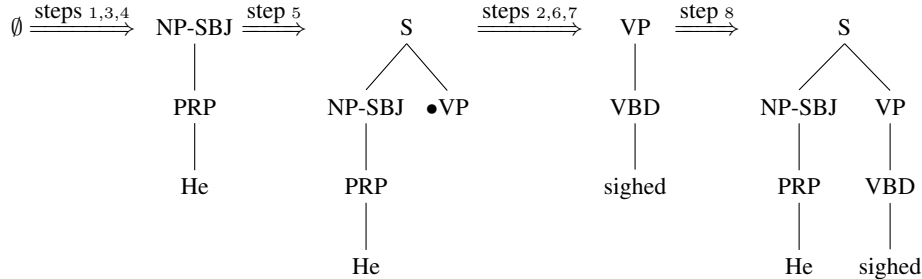 ∅ steps 1,3,4 NP-SBJ step 5 S steps 2,6,7 VP step 8 S
PRP NP-SBJ •VP VBD NP-SBJ VP
He PRP sighed PRP VBD
He He sighed